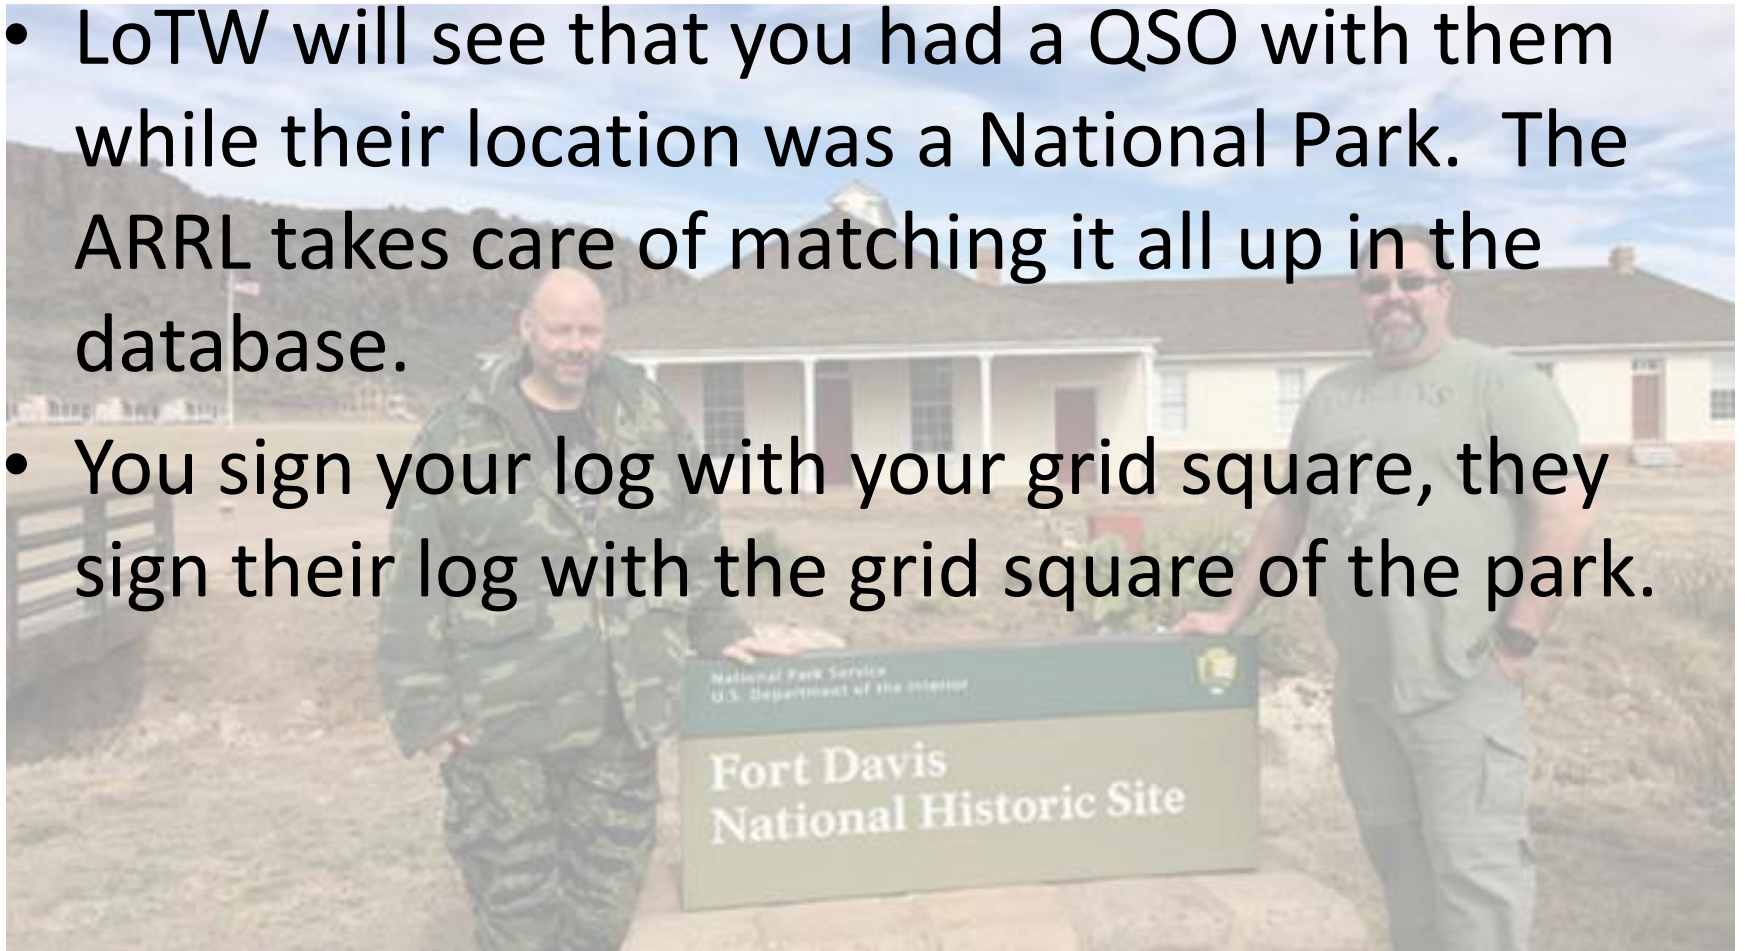 • LoTW will see that you had a QSO with them
while their location was a National Park.  The
ARRL takes care of matching it all up in the
database.
• You sign your log with your grid square, they
sign their log with the grid square of the park.
National Park Service
U.S. Department of the Interior
Fort Davis
National Historic Site